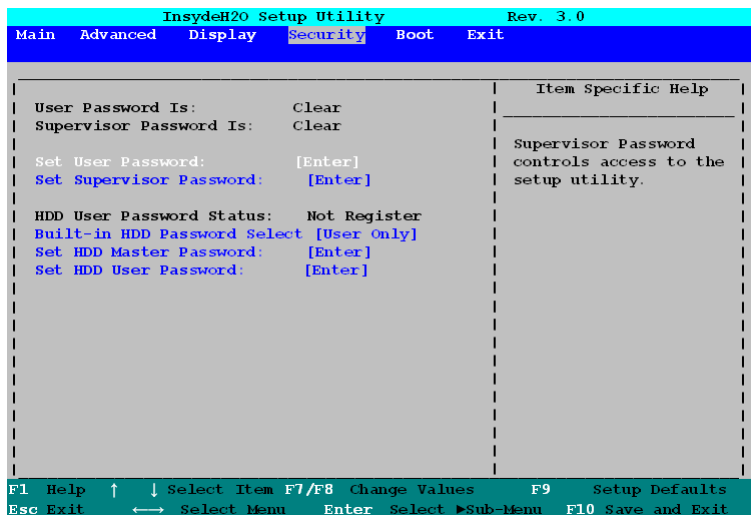 InsydeH2O Setup Utility Rev. 3.0
Main Advanced Display Security Boot Exit
Item Specific Help
User Password Is: Clear
Supervisor Password Is: Clear
Set User Password: [Enter]
Set Supervisor Password: [Enter]
HDD User Password Status: Not Register
Built-in HDD Password Select [User Only]
Set HDD Master Password: [Enter]
Set HDD User Password: [Enter]
Supervisor Password
controls access to the
setup utility.
F1 Help ↑ ↓ Select Item F7/F8 Change Values F9 Setup Defaults
Esc Exit ←→ Select Menu Enter Select ▶Sub-Menu F10 Save and Exit